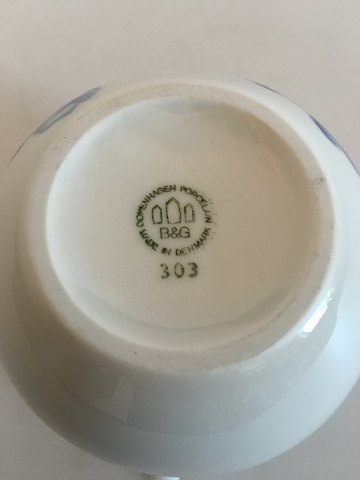 COPENHAGEN PORCELAIN
B&G
MADE IN DENMARK
303